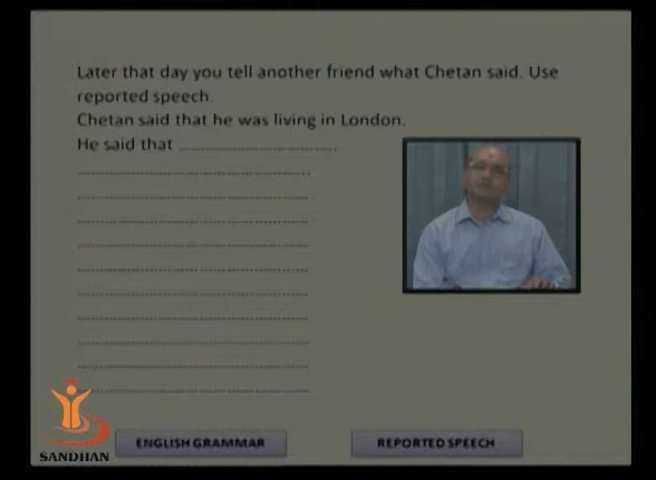 Later that day you tell another friend what Chetan said. Use
reported speech.
Chetan said that he was living in London.
He said that ................................
ENGLISH GRAMMAR
REPORTED SPEECH
SANDHAN